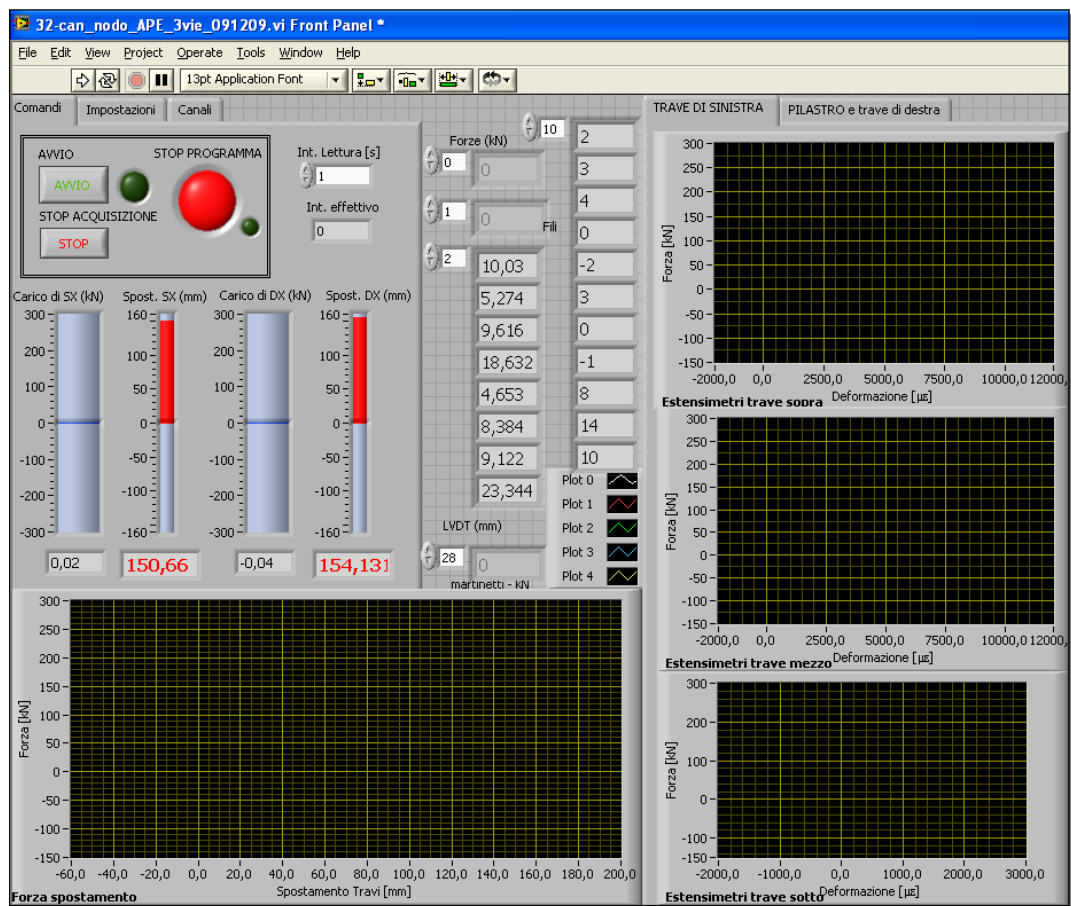 32-can_nodo_APE_3vie_091209.vi Front Panel *
File Edit View Project Operate Tools Window Help
13pt Application Font
Comandi Impostazioni Canali
AVVIO STOP PROGRAMMA
AVVIO
STOP ACQUISIZIONE
STOP
Int. Lettura [s]
1
Int. effettivo
0
Carico di SX (kN) Spost. SX (mm) Carico di DX (kN) Spost. DX (mm)
300 160 300 160
200 100 200 100
100 50 100 50
0 0 0 0
-100 -50 -100 -50
-200 -100 -200 -100
-300 -160 -300 -160
0,02 150,66 -0,04 154,131
Forze (kN)
0 0
1 0
Fili
2 10,03
5,274
9,616
18,632
4,653
8,384
9,122
23,344
LVDT (mm)
28 0
martinetti - kN
10 2
3
4
0
-2
3
0
-1
8
14
10
Plot 0
Plot 1
Plot 2
Plot 3
Plot 4
300
250
200
150
100
50
0
-50
-100
-150
Forza [kN]
-60,0 -40,0 -20,0 0,0 20,0 40,0 60,0 80,0 100,0 120,0 140,0 160,0 180,0 200,0
Spostamento Travi [mm]
Forza spostamento
TRAVE DI SINISTRA PILASTRO e trave di destra
300
250
200
150
100
50
0
-50
-100
-150
Forza [kN]
-2000,0 0,0 2500,0 5000,0 7500,0 10000,0 12000,
Estensimetri trave sopra Deformazione [µε]
300
250
200
150
100
50
0
-50
-100
-150
Forza [kN]
-2000,0 0,0 2500,0 5000,0 7500,0 10000,0 12000,
Estensimetri trave mezzo Deformazione [µε]
300
200
100
0
-100
-150
Forza [kN]
-2000,0 -1000,0 0,0 1000,0 2000,0 3000,0
Estensimetri trave sotto Deformazione [µε]